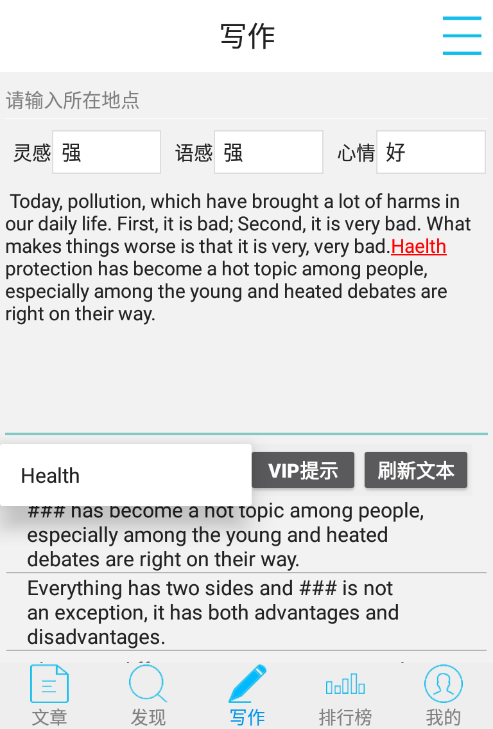 写作
请输入所在地点
灵感 强 语感 强 心情 好
Today, pollution, which have brought a lot of harms in
our daily life. First, it is bad; Second, it is very bad. What
makes things worse is that it is very, very bad.Haelth
protection has become a hot topic among people,
especially among the young and heated debates are
right on their way.
Health VIP提示 刷新文本
### has become a hot topic among people,
especially among the young and heated
debates are right on their way.
Everything has two sides and ### is not
an exception, it has both advantages and
disadvantages.
文章 发现 写作 排行榜 我的